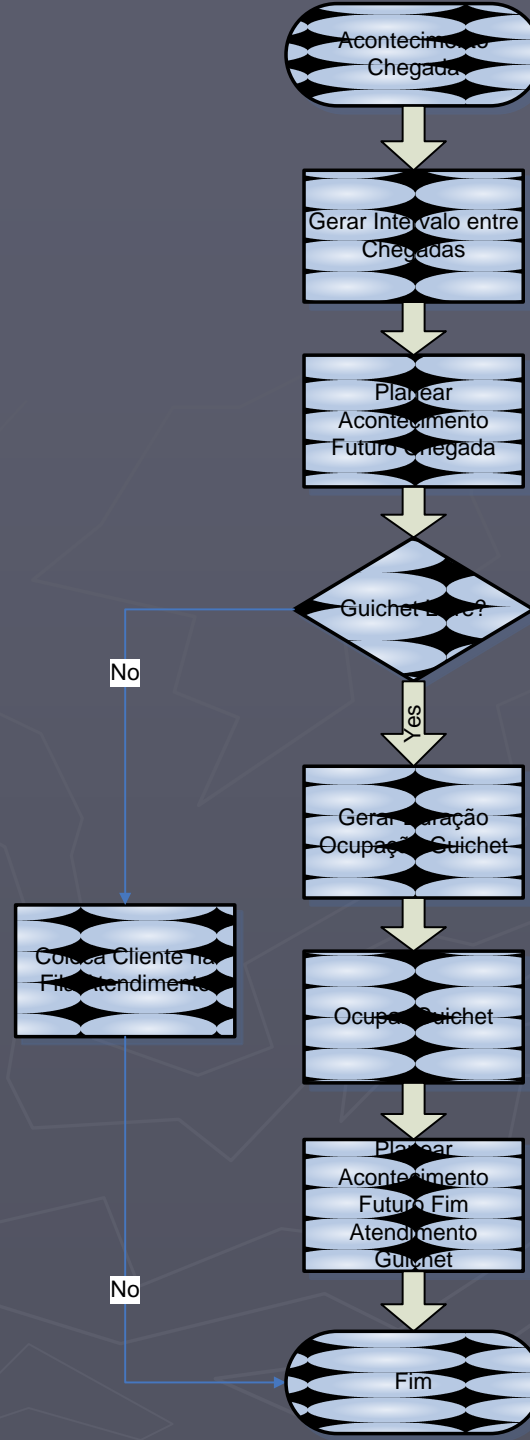 Acontecimento
Chegada
Gerar Intervalo entre
Chegadas
Planear
Acontecimento
Futuro Chegada
Guichet Livre?
No
Yes
Gerar Duração
Ocupação Guichet
Coloca Cliente na
Fila Atendimento
Ocupar Guichet
Planear
Acontecimento
Futuro Fim
Atendimento
Guichet
No
Fim